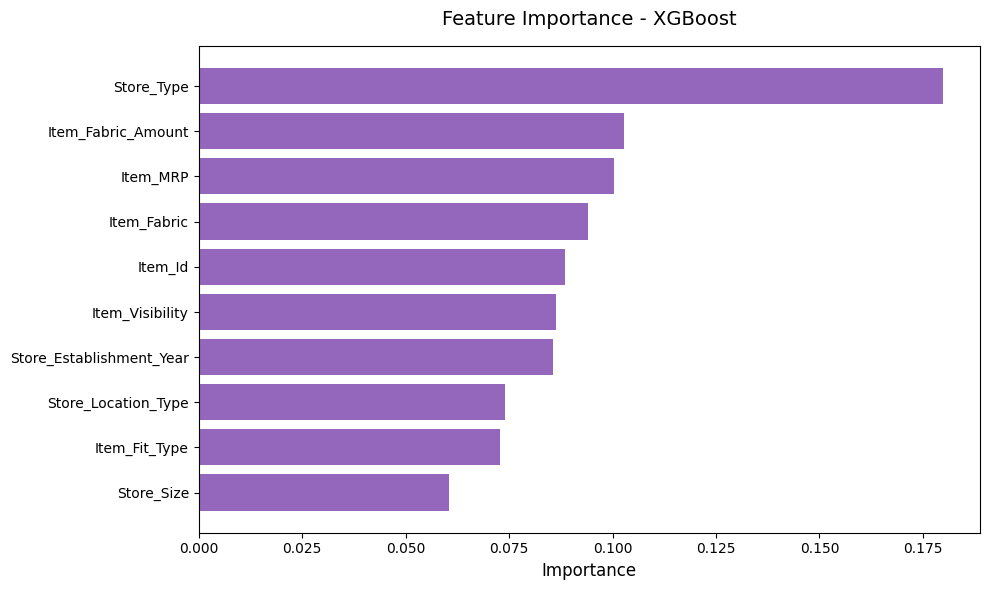 Feature Importance - XGBoost
Store_Type
Item_Fabric_Amount
Item_MRP
Item_Fabric
Item_Id
Item_Visibility
Store_Establishment_Year
Store_Location_Type
Item_Fit_Type
Store_Size
0.000 0.025 0.050 0.075 0.100 0.125 0.150 0.175
Importance